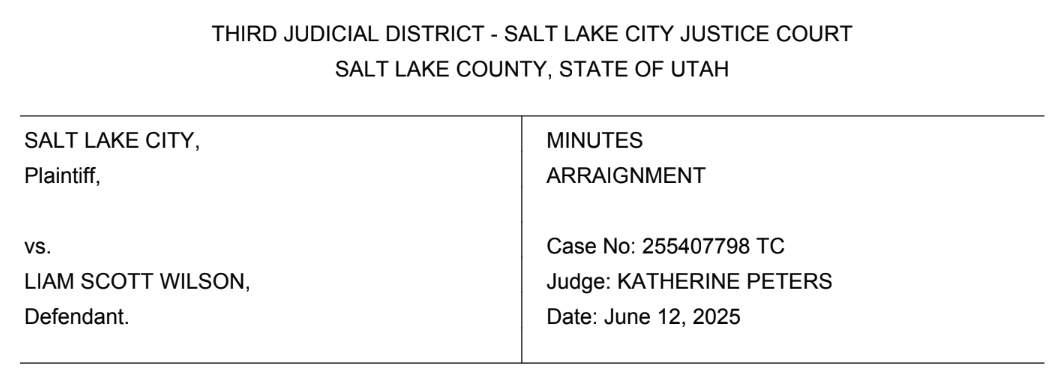 THIRD JUDICIAL DISTRICT - SALT LAKE CITY JUSTICE COURT
SALT LAKE COUNTY, STATE OF UTAH
SALT LAKE CITY,
Plaintiff,
vs.
LIAM SCOTT WILSON,
Defendant.
MINUTES
ARRAIGNMENT
Case No: 255407798 TC
Judge: KATHERINE PETERS
Date: June 12, 2025